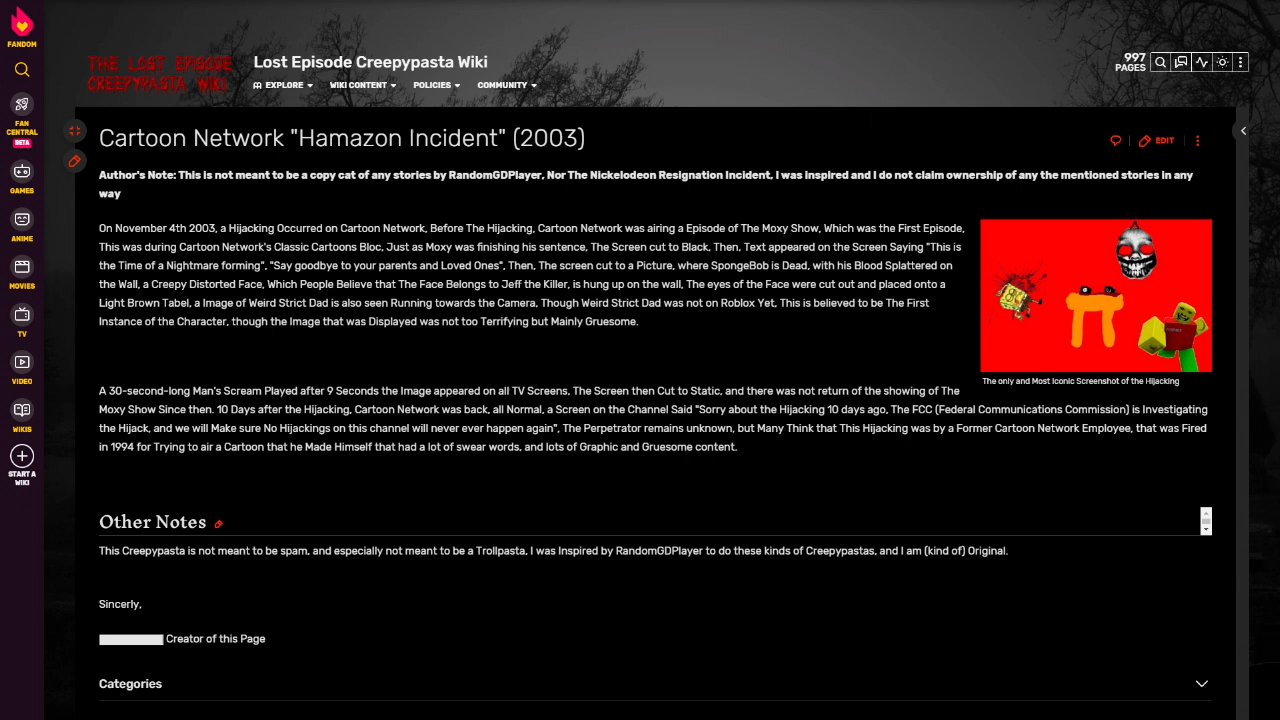 FANDOM
FAN
CENTRAL
BETA
GAMES
ANIME
MOVIES
TV
VIDEO
WIKIS
START A
WIKI
THE LOST EPISODE
CREEPYPASTA WIKI
Lost Episode Creepypasta Wiki
EXPLORE
WIKI CONTENT
POLICIES
COMMUNITY
997
PAGES
Cartoon Network "Hamazon Incident" (2003)
EDIT
Author's Note: This is not meant to be a copy cat of any stories by RandomGDPlayer, Nor The Nickelodeon Resignation Incident, I was inspired and I do not claim ownership of any the mentioned stories in any
way
On November 4th 2003, a Hijacking Occurred on Cartoon Network, Before The Hijacking, Cartoon Network was airing a Episode of The Moxy Show, Which was the First Episode,
This was during Cartoon Network's Classic Cartoons Bloc, Just as Moxy was finishing his sentence, The Screen cut to Black, Then, Text appeared on the Screen Saying "This is
the Time of a Nightmare forming", "Say goodbye to your parents and Loved Ones", Then, The screen cut to a Picture, where SpongeBob is Dead, with his Blood Splattered on
the Wall, a Creepy Distorted Face, Which People Believe that The Face Belongs to Jeff the Killer, is hung up on the wall, The eyes of the Face were cut out and placed onto a
Light Brown Tabel, a Image of Weird Strict Dad is also seen Running towards the Camera, Though Weird Strict Dad was not on Roblox Yet, This is believed to be The First
Instance of the Character, though the Image that was Displayed was not too Terrifying but Mainly Gruesome.
The only and Most Iconic Screenshot of the Hijacking
A 30-second-long Man's Scream Played after 9 Seconds the Image appeared on all TV Screens, The Screen then Cut to Static, and there was not return of the showing of The
Moxy Show Since then. 10 Days after the Hijacking, Cartoon Network was back, all Normal, a Screen on the Channel Said "Sorry about the Hijacking 10 days ago, The FCC (Federal Communications Commission) is Investigating
the Hijack, and we will Make sure No Hijackings on this channel will never ever happen again", The Perpetrator remains unknown, but Many Think that This Hijacking was by a Former Cartoon Network Employee, that was Fired
in 1994 for Trying to air a Cartoon that he Made Himself that had a lot of swear words, and lots of Graphic and Gruesome content.
Other Notes
This Creepypasta is not meant to be spam, and especially not meant to be a Trollpasta, I was Inspired by RandomGDPlayer to do these kinds of Creepypastas, and I am (kind of) Original.
Sincerly,
Creator of this Page
Categories